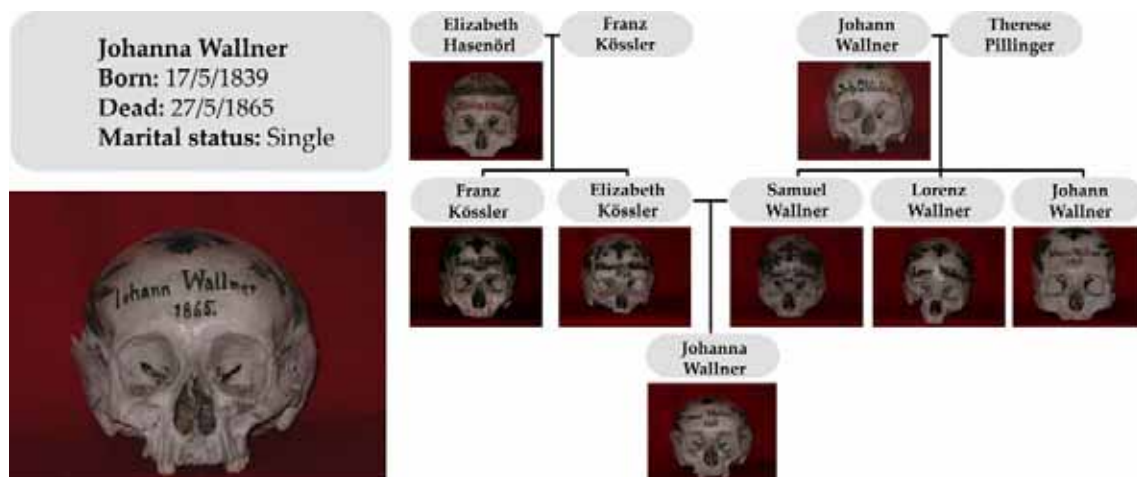 Johanna Wallner
Born: 17/5/1839
Dead: 27/5/1865
Marital status: Single
Johann Wallner
1865.
Elizabeth
Hasenörl
Franz
Kössler
Johann
Wallner
Therese
Pillinger
Franz
Kössler
Elizabeth
Kössler
Samuel
Wallner
Lorenz
Wallner
Johann
Wallner
Johanna
Wallner